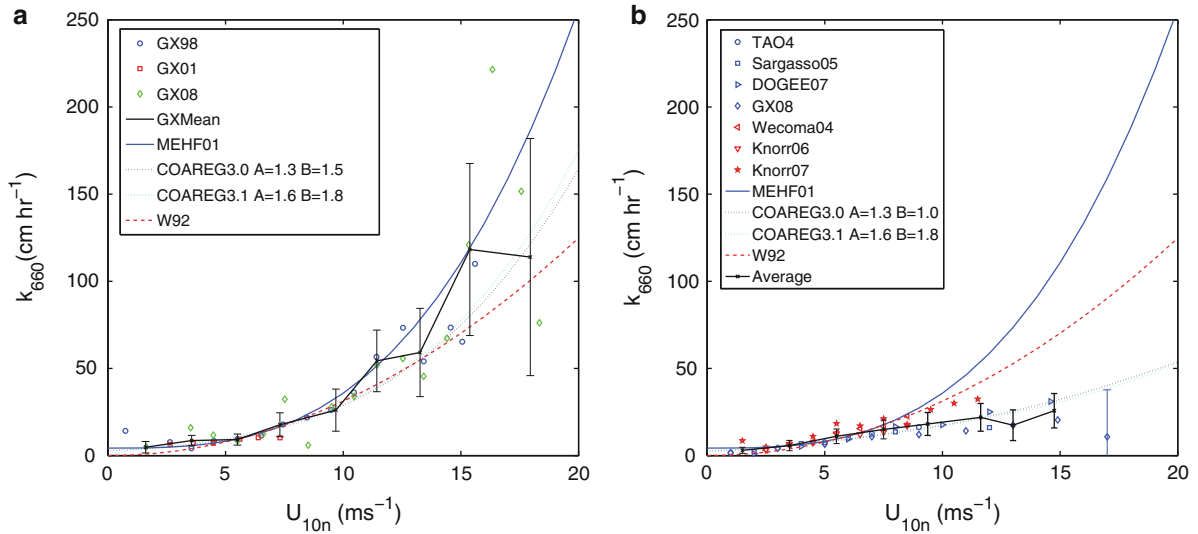 a
250
200
150
100
50
0
k660(cm hr−1)
GX98
GX01
GX08
GXMean
MEHF01
COAREG3.0 A=1.3 B=1.5
COAREG3.1 A=1.6 B=1.8
W92
0 5 10 15 20
U10n (ms−1)
b
250
200
150
100
50
0
k660 (cm hr−1)
TAO4
Sargasso05
DOGEE07
GX08
Wecoma04
Knorr06
Knorr07
MEHF01
COAREG3.0 A=1.3 B=1.0
COAREG3.1 A=1.6 B=1.8
W92
Average
0 5 10 15 20
U10n (ms−1)